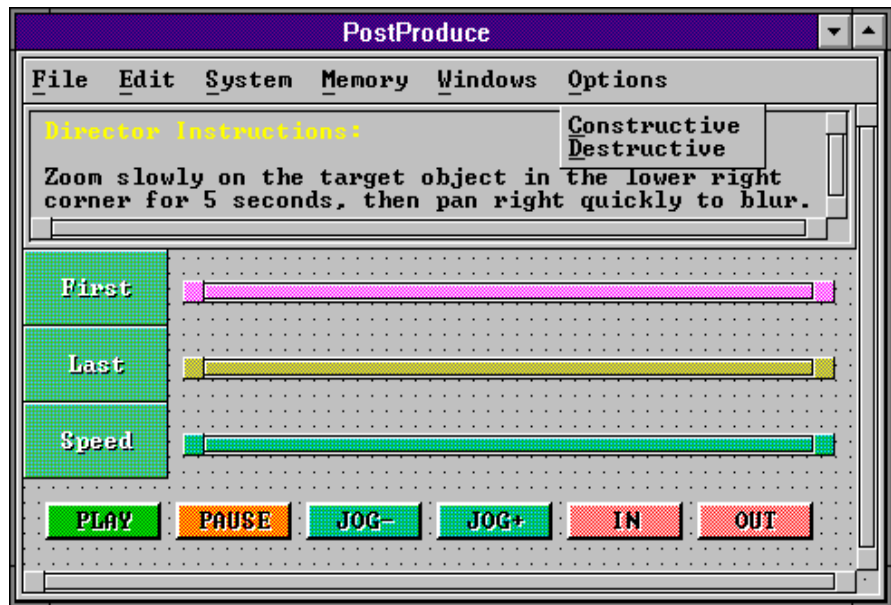 PostProduce
File Edit System Memory Windows Options
Constructive
Destructive
Director Instructions:
Zoom slowly on the target object in the lower right
corner for 5 seconds, then pan right quickly to blur.
First
Last
Speed
PLAY PAUSE JOG- JOG+ IN OUT